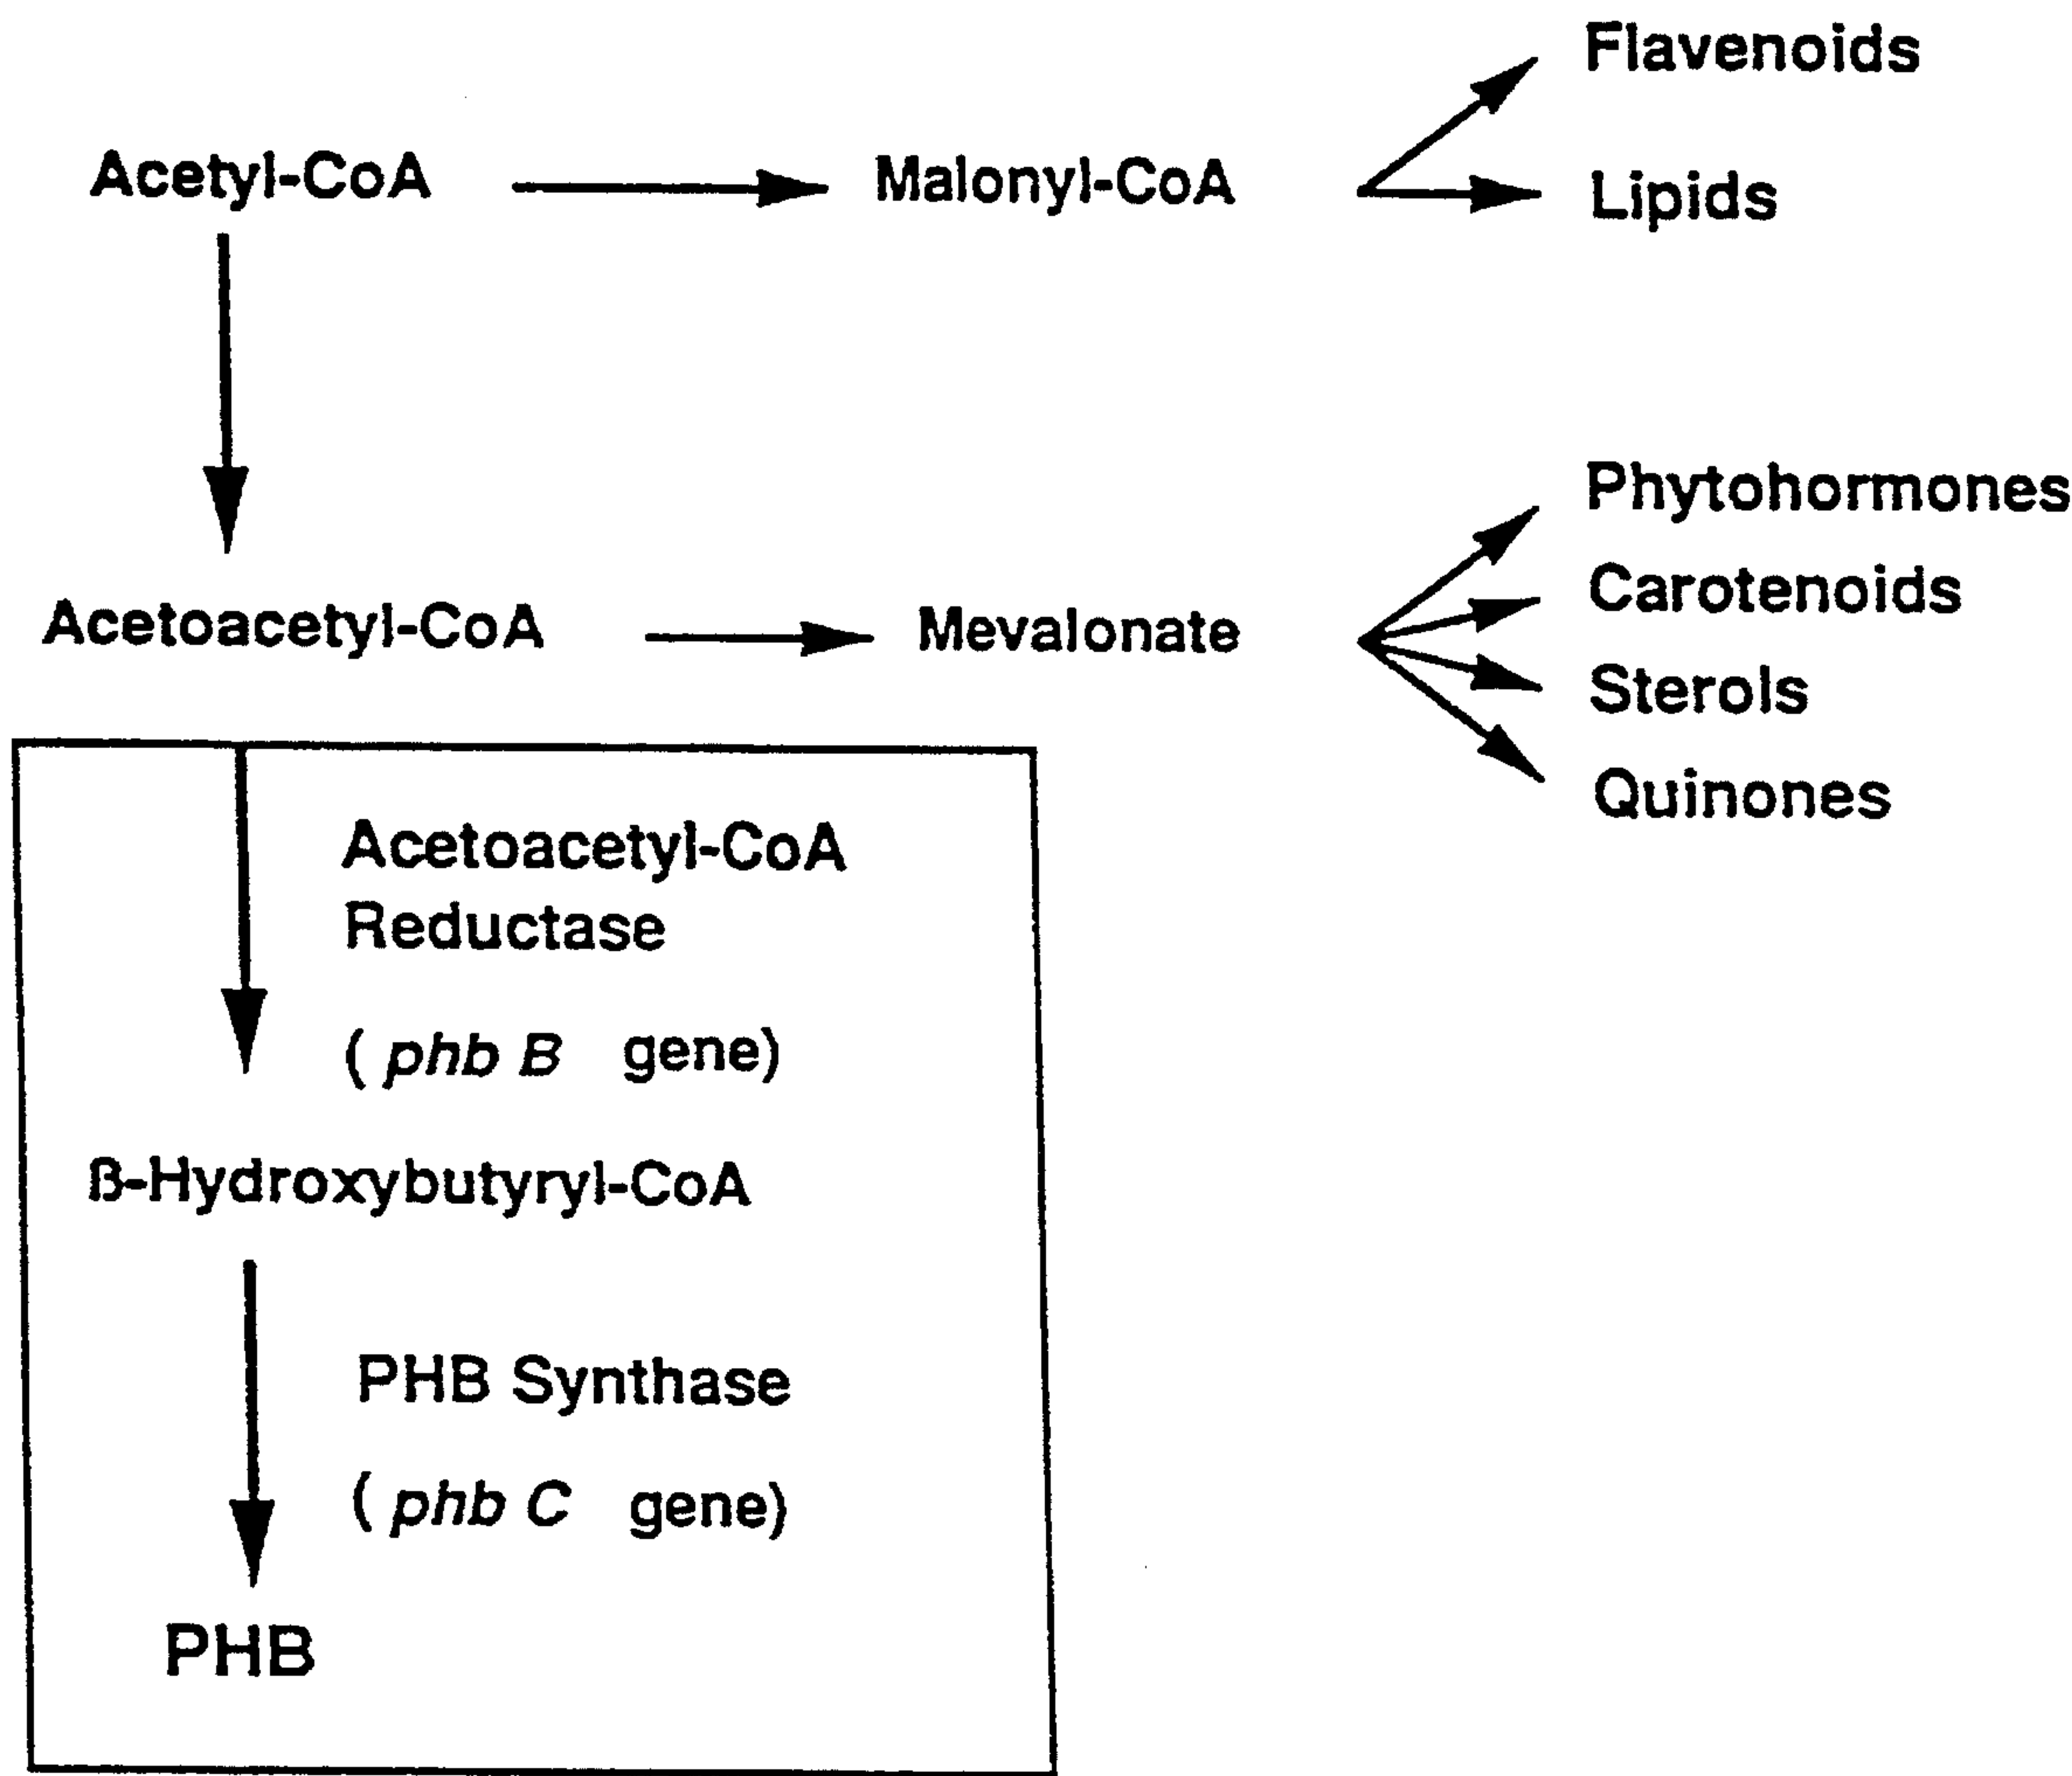 Flavenoids
Acetyl-CoA
Malonyl-CoA
Lipids
Phytohormones
Carotenoids
Acetoacetyl-CoA
Mevalonate
Sterols
Quinones
Acetoacetyl-CoA
Reductase
( phb B gene)
ß-Hydroxybutyryl-CoA
PHB Synthase
( phb C gene)
PHB